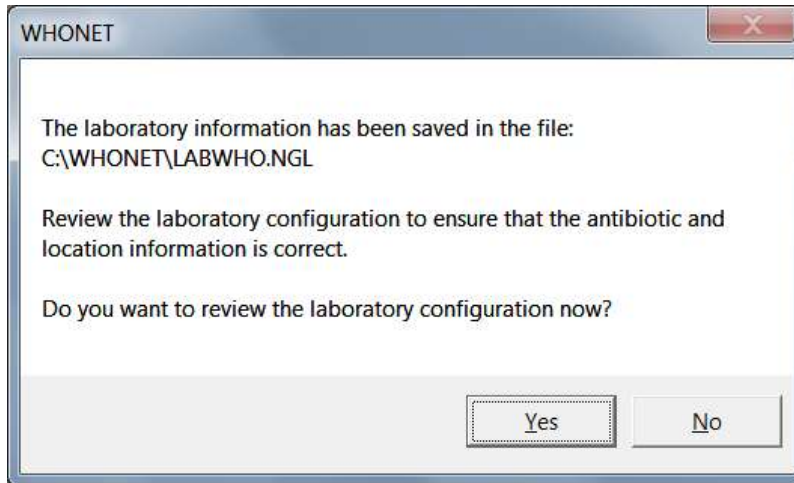 WHONET
The laboratory information has been saved in the file:
C:\WHONET\LABWHO.NGL
Review the laboratory configuration to ensure that the antibiotic and
location information is correct.
Do you want to review the laboratory configuration now?
Yes
No